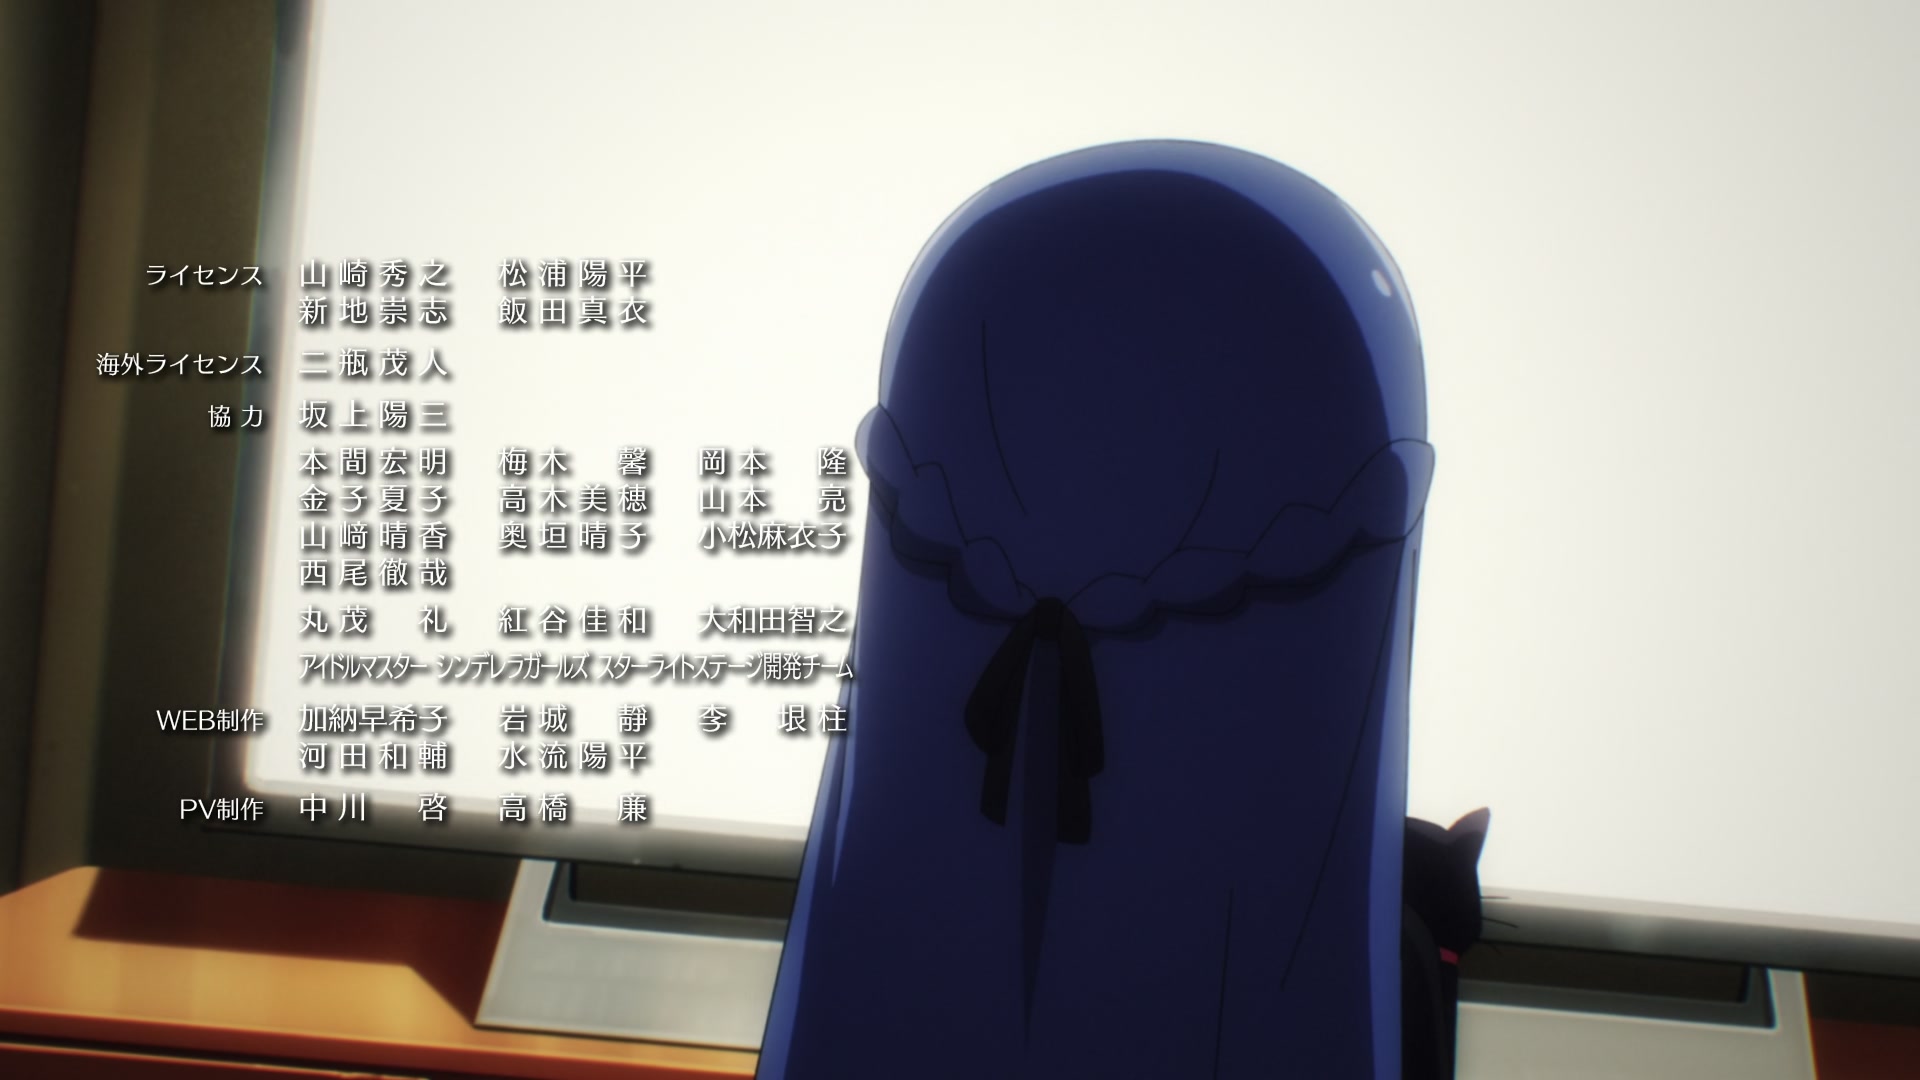 ライセンス 山崎秀之 松浦陽平
新地崇志 飯田真衣
海外ライセンス 二瓶茂人
協力 坂上陽三
本間宏明 梅木馨 岡本隆
金子夏子 高木美穂 山本亮
山﨑晴香 奥垣晴子 小松麻衣子
西尾徹哉
丸茂礼 紅谷佳和 大和田智之
アイドルマスター シンデレラガールズ スターライトステージ開発チーム
WEB制作 加納早希子 岩城靜 李垠柱
河田和輔 水流陽平
PV制作 中川啓 高橋廉